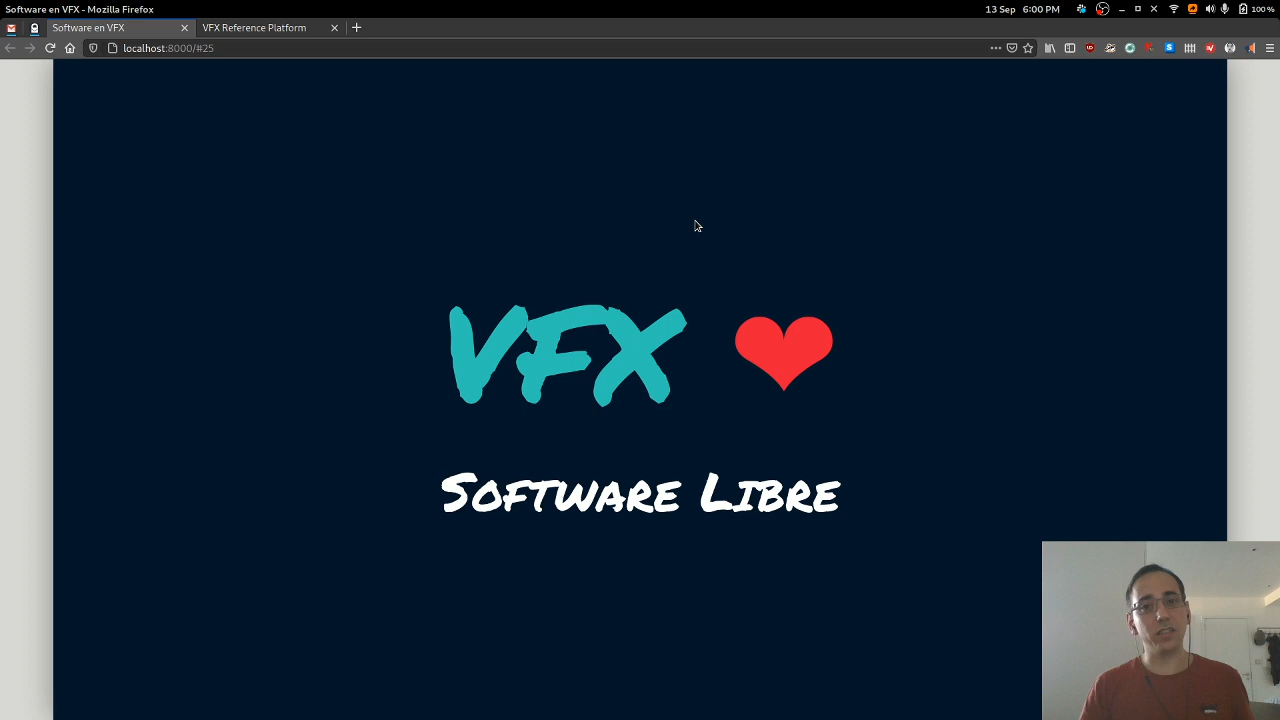 Software en VFX - Mozilla Firefox
13 Sep 6:00 PM
100 %
Software en VFX
VFX Reference Platform
localhost:8000/#25
VFX ❤
Software Libre